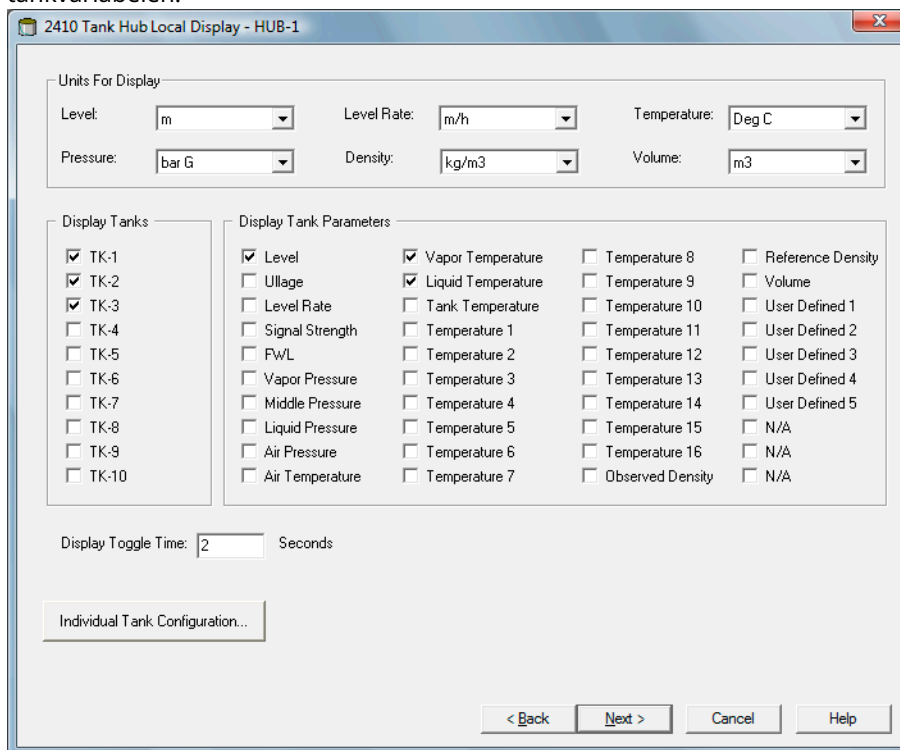 tankvariabelen.
2410 Tank Hub Local Display - HUB-1
Units For Display
Level: m Level Rate: m/h Temperature: Deg C
Pressure: bar G Density: kg/m3 Volume: m3
Display Tanks Display Tank Parameters
TK-1 Level Vapor Temperature Temperature 8 Reference Density
TK-2 Ullage Liquid Temperature Temperature 9 Volume
TK-3 Level Rate Tank Temperature Temperature 10 User Defined 1
TK-4 Signal Strength Temperature 1 Temperature 11 User Defined 2
TK-5 FWL Temperature 2 Temperature 12 User Defined 3
TK-6 Vapor Pressure Temperature 3 Temperature 13 User Defined 4
TK-7 Middle Pressure Temperature 4 Temperature 14 User Defined 5
TK-8 Liquid Pressure Temperature 5 Temperature 15 N/A
TK-9 Air Pressure Temperature 6 Temperature 16 N/A
TK-10 Air Temperature Temperature 7 Observed Density N/A
Display Toggle Time: 2 Seconds
Individual Tank Configuration...
< Back Next > Cancel Help